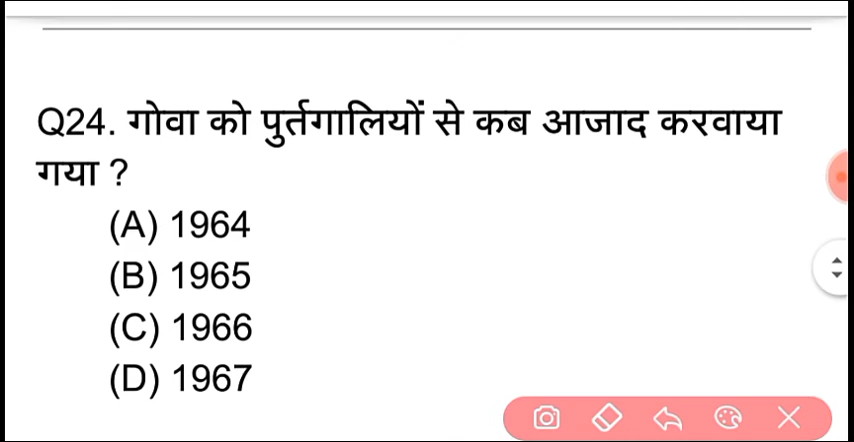 Q24. गोवा को पुर्तगालियों से कब आजाद करवाया
गया ?
(A) 1964
(B) 1965
(C) 1966
(D) 1967